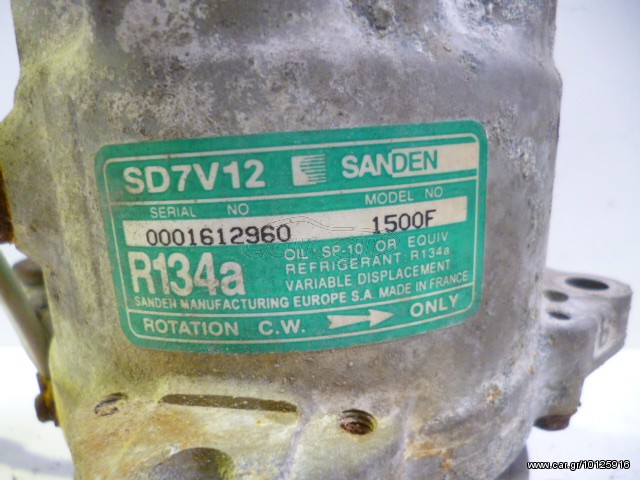 SD7V12 SANDEN
SERIAL NO MODEL NO
0001612960 1500F
R134a
OIL SP-10 OR EQUIV
REFRIGERANT: R134a
VARIABLE DISPLACEMENT
SANDEN MANUFACTURING EUROPE S.A. MADE IN FRANCE
ROTATION C.W. ONLY
www.car.gr/10125916